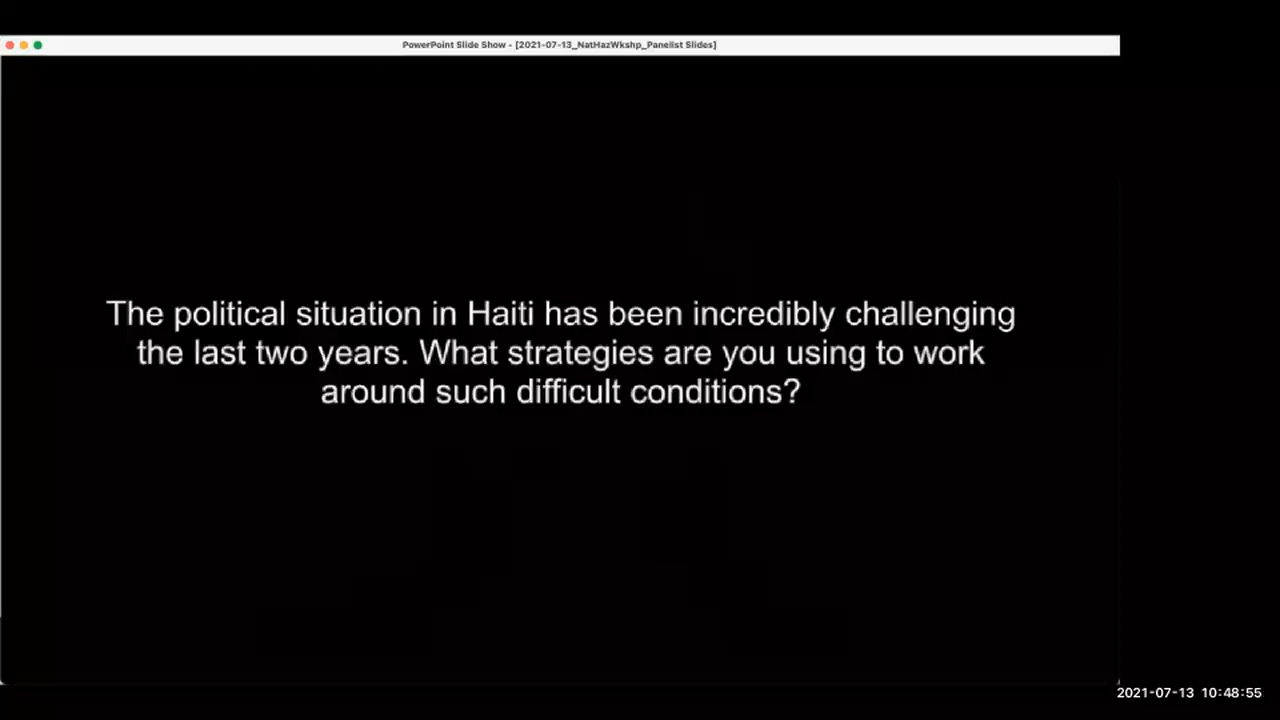 PowerPoint Slide Show - [2021-07-13_NatHazWkshp_Panelist Slides]
The political situation in Haiti has been incredibly challenging
the last two years. What strategies are you using to work
around such difficult conditions?
2021-07-13 10:48:55